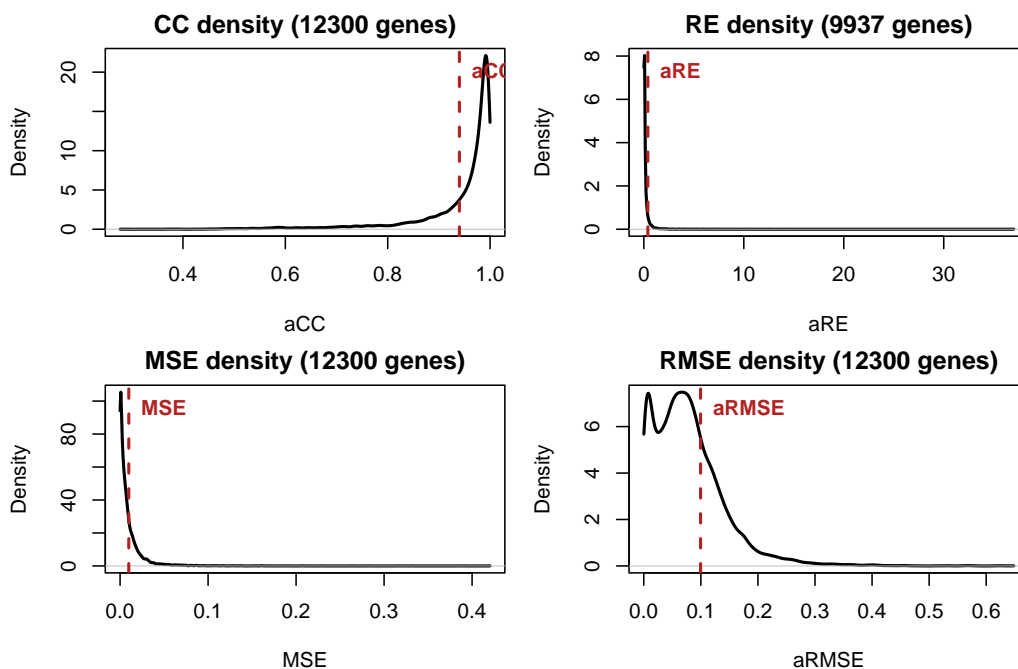 CC density (12300 genes)
Density
0 5 10 20
aCC
0.4 0.6 0.8 1.0
aCC
RE density (9937 genes)
Density
0 2 4 6 8
aRE
0 10 20 30
aRE
MSE density (12300 genes)
Density
0 40 80
MSE
0.0 0.1 0.2 0.3 0.4
MSE
RMSE density (12300 genes)
Density
0 2 4 6
aRMSE
0.0 0.1 0.2 0.3 0.4 0.5 0.6
aRMSE